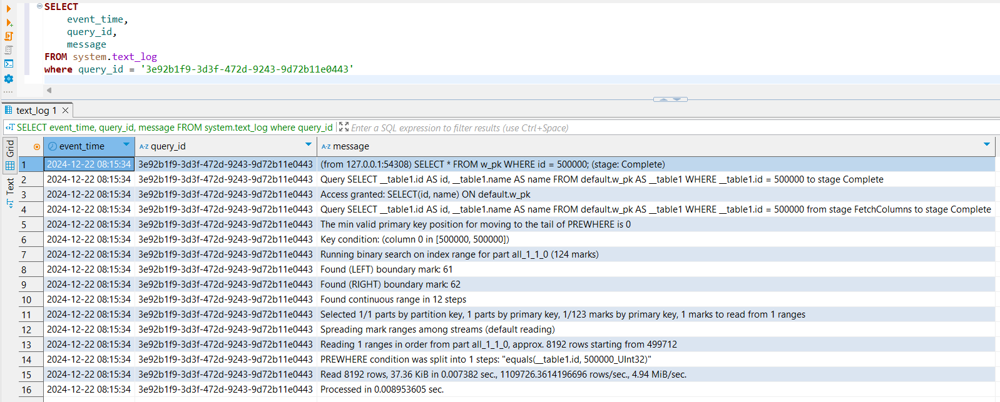 SELECT
event_time,
query_id,
message
FROM system.text_log
where query_id = '3e92b1f9-3d3f-472d-9243-9d72b11e0443'
text_log 1
SELECT event_time, query_id, message FROM system.text_log where query_id
Enter a SQL expression to filter results (use Ctrl+Space)
Grid
Text
event_time A-Z query_id A-Z message
1 2024-12-22 08:15:34 3e92b1f9-3d3f-472d-9243-9d72b11e0443 (from 127.0.0.1:54308) SELECT * FROM w_pk WHERE id = 500000; (stage: Complete)
2 2024-12-22 08:15:34 3e92b1f9-3d3f-472d-9243-9d72b11e0443 Query SELECT __table1.id AS id, __table1.name AS name FROM default.w_pk AS __table1 WHERE __table1.id = 500000 to stage Complete
3 2024-12-22 08:15:34 3e92b1f9-3d3f-472d-9243-9d72b11e0443 Access granted: SELECT(id, name) ON default.w_pk
4 2024-12-22 08:15:34 3e92b1f9-3d3f-472d-9243-9d72b11e0443 Query SELECT __table1.id AS id, __table1.name AS name FROM default.w_pk AS __table1 WHERE __table1.id = 500000 from stage FetchColumns to stage Complete
5 2024-12-22 08:15:34 3e92b1f9-3d3f-472d-9243-9d72b11e0443 The min valid primary key position for moving to the tail of PREWHERE is 0
6 2024-12-22 08:15:34 3e92b1f9-3d3f-472d-9243-9d72b11e0443 Key condition: (column 0 in [500000, 500000])
7 2024-12-22 08:15:34 3e92b1f9-3d3f-472d-9243-9d72b11e0443 Running binary search on index range for part all_1_1_0 (124 marks)
8 2024-12-22 08:15:34 3e92b1f9-3d3f-472d-9243-9d72b11e0443 Found (LEFT) boundary mark: 61
9 2024-12-22 08:15:34 3e92b1f9-3d3f-472d-9243-9d72b11e0443 Found (RIGHT) boundary mark: 62
10 2024-12-22 08:15:34 3e92b1f9-3d3f-472d-9243-9d72b11e0443 Found continuous range in 12 steps
11 2024-12-22 08:15:34 3e92b1f9-3d3f-472d-9243-9d72b11e0443 Selected 1/1 parts by partition key, 1 parts by primary key, 1/123 marks by primary key, 1 marks to read from 1 ranges
12 2024-12-22 08:15:34 3e92b1f9-3d3f-472d-9243-9d72b11e0443 Spreading mark ranges among streams (default reading)
13 2024-12-22 08:15:34 3e92b1f9-3d3f-472d-9243-9d72b11e0443 Reading 1 ranges in order from part all_1_1_0, approx. 8192 rows starting from 499712
14 2024-12-22 08:15:34 3e92b1f9-3d3f-472d-9243-9d72b11e0443 PREWHERE condition was split into 1 steps: "equals(__table1.id, 500000_UInt32)"
15 2024-12-22 08:15:34 3e92b1f9-3d3f-472d-9243-9d72b11e0443 Read 8192 rows, 37.36 KiB in 0.007382 sec., 1109726.3614196696 rows/sec., 4.94 MiB/sec.
16 2024-12-22 08:15:34 3e92b1f9-3d3f-472d-9243-9d72b11e0443 Processed in 0.008953605 sec.